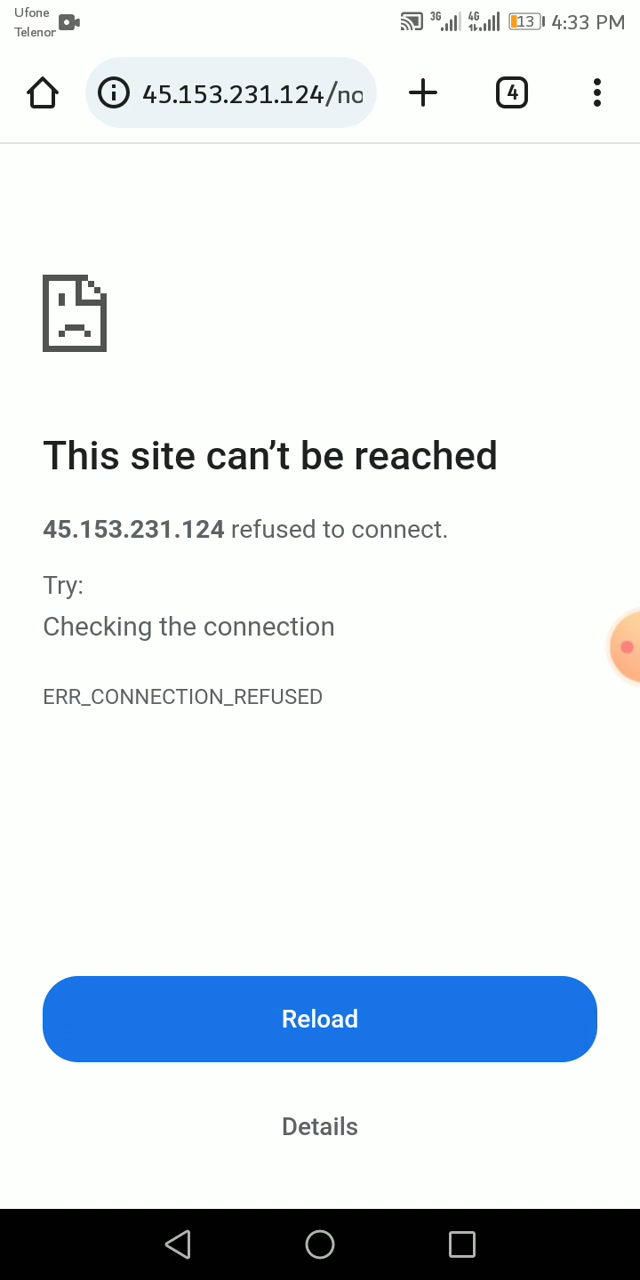 Ufone
Telenor
3G 4G 13 4:33 PM
45.153.231.124/no
4
This site can’t be reached
45.153.231.124 refused to connect.
Try:
Checking the connection
ERR_CONNECTION_REFUSED
Reload
Details